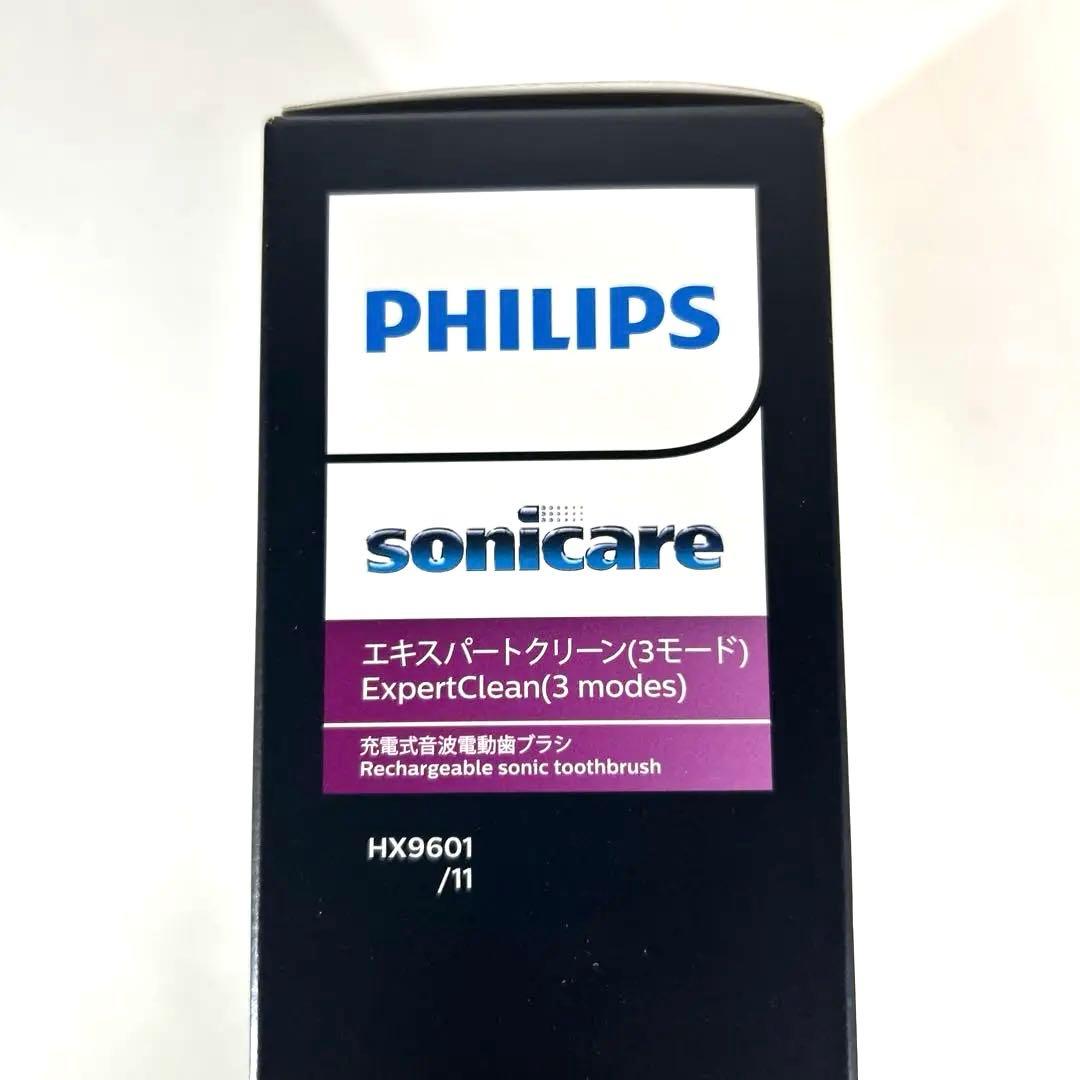 PHILIPS
sonicare
エキスパートクリーン(3モード)
ExpertClean(3 modes)
充電式音波電動歯ブラシ
Rechargeable sonic toothbrush
HX9601
/11